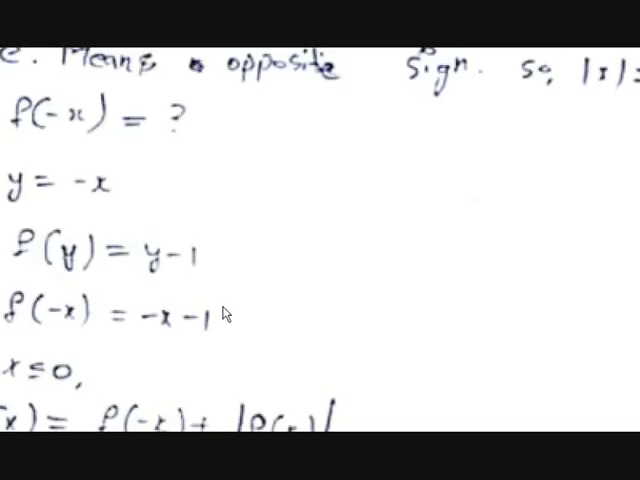 e. Means opposite sign. so, |x| =
f(-x) = ?
y = -x
f(y) = y-1
f(-x) = -x-1
x ≤ 0,
(x) = f(-x) + |f(x)|